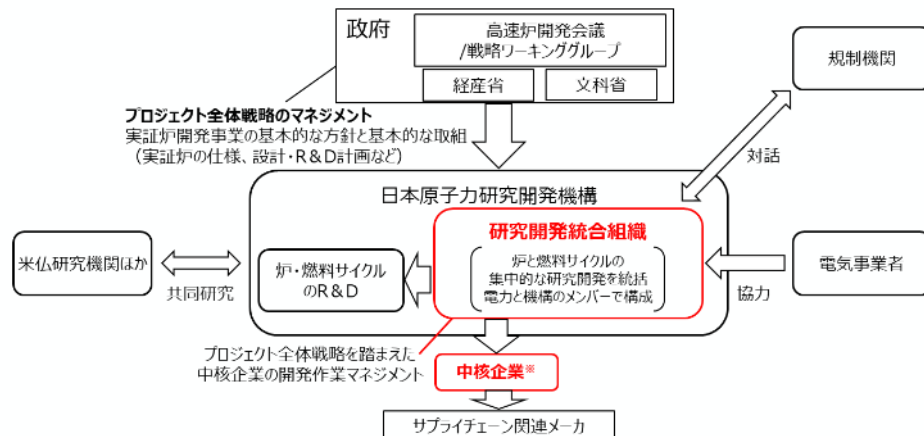 政府
高速炉開発会議
/戦略ワーキンググループ
経産省
文科省
規制機関
プロジェクト全体戦略のマネジメント
実証炉開発事業の基本的な方針と基本的な取組
(実証炉の仕様、設計・R&D計画など)
対話
日本原子力研究開発機構
研究開発統合組織
炉と燃料サイクルの
集中的な研究開発を統括
電力と機構のメンバーで構成
炉・燃料サイクル
のR&D
米仏研究機関ほか
共同研究
電気事業者
協力
プロジェクト全体戦略を踏まえた
中核企業の開発作業マネジメント
中核企業※
サプライチェーン関連メーカ